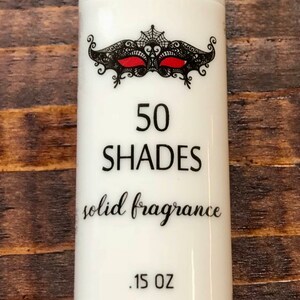 50
SHADES
solid fragrance
.15 OZ